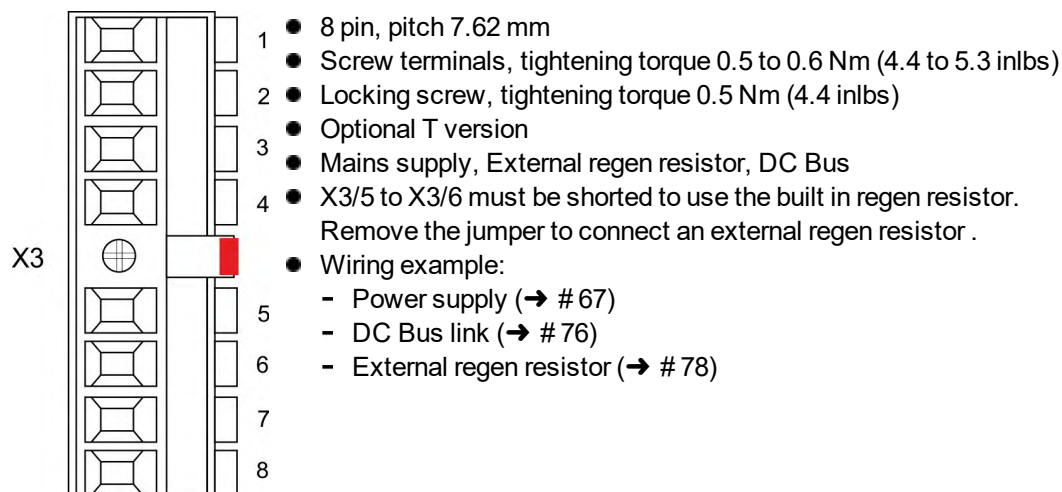 X3
1
2
3
4
5
6
7
8
● 8 pin, pitch 7.62 mm
● Screw terminals, tightening torque 0.5 to 0.6 Nm (4.4 to 5.3 inlbs)
● Locking screw, tightening torque 0.5 Nm (4.4 inlbs)
● Optional T version
● Mains supply, External regen resistor, DC Bus
● X3/5 to X3/6 must be shorted to use the built in regen resistor.
Remove the jumper to connect an external regen resistor .
● Wiring example:
- Power supply (➜ # 67)
- DC Bus link (➜ # 76)
- External regen resistor (➜ # 78)